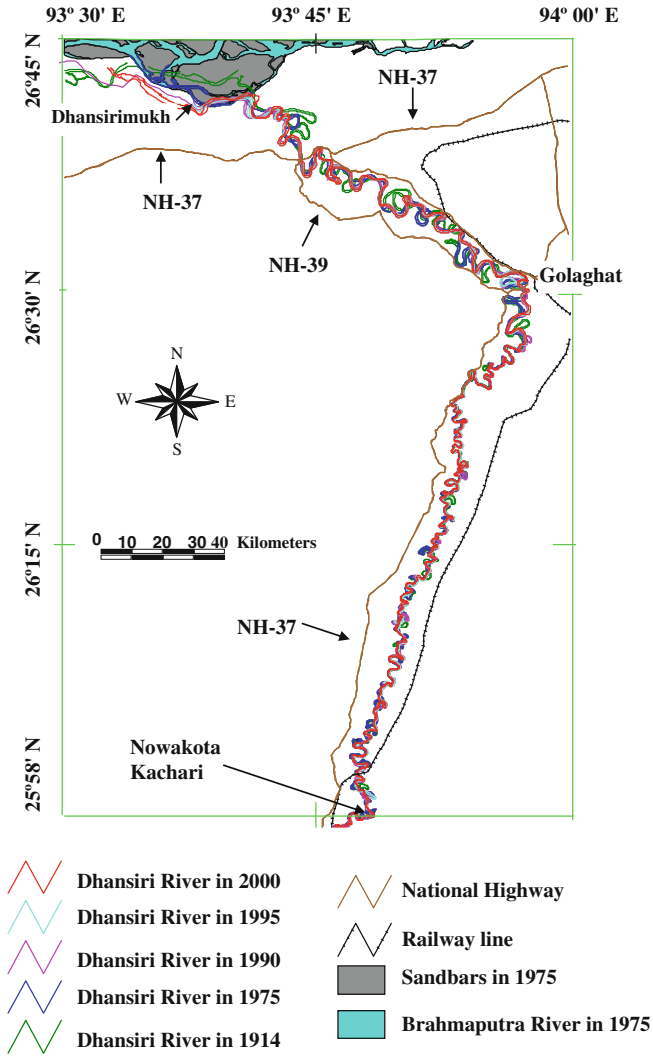 93º 30' E
93º 45' E
94º 00' E
26º45' N
26º30' N
26º15' N
25º58' N
NH-37
Dhansirimukh
NH-37
NH-39
Golaghat
N
W
E
S
0 10 20 30 40 Kilometers
NH-37
Nowakota
Kachari
Dhansiri River in 2000
Dhansiri River in 1995
Dhansiri River in 1990
Dhansiri River in 1975
Dhansiri River in 1914
National Highway
Railway line
Sandbars in 1975
Brahmaputra River in 1975